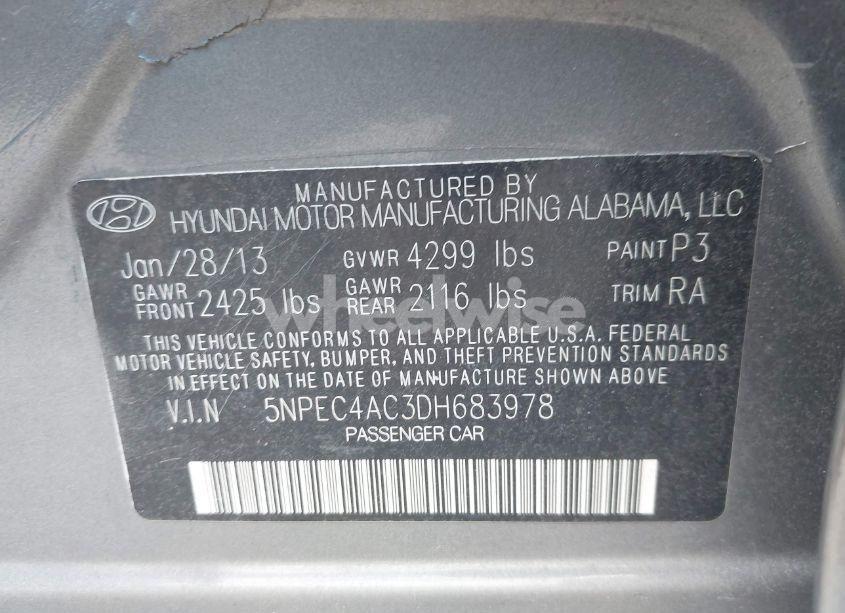 MANUFACTURED BY
HYUNDAI MOTOR MANUFACTURING ALABAMA, LLC
Jan/28/13 GVWR 4299 lbs PAINT P3
GAWR FRONT 2425 lbs GAWR REAR 2116 lbs TRIM RA
wheelwise
THIS VEHICLE CONFORMS TO ALL APPLICABLE U.S.A. FEDERAL
MOTOR VEHICLE SAFETY, BUMPER, AND THEFT PREVENTION STANDARDS
IN EFFECT ON THE DATE OF MANUFACTURE SHOWN ABOVE
V.I.N 5NPEC4AC3DH683978
PASSENGER CAR